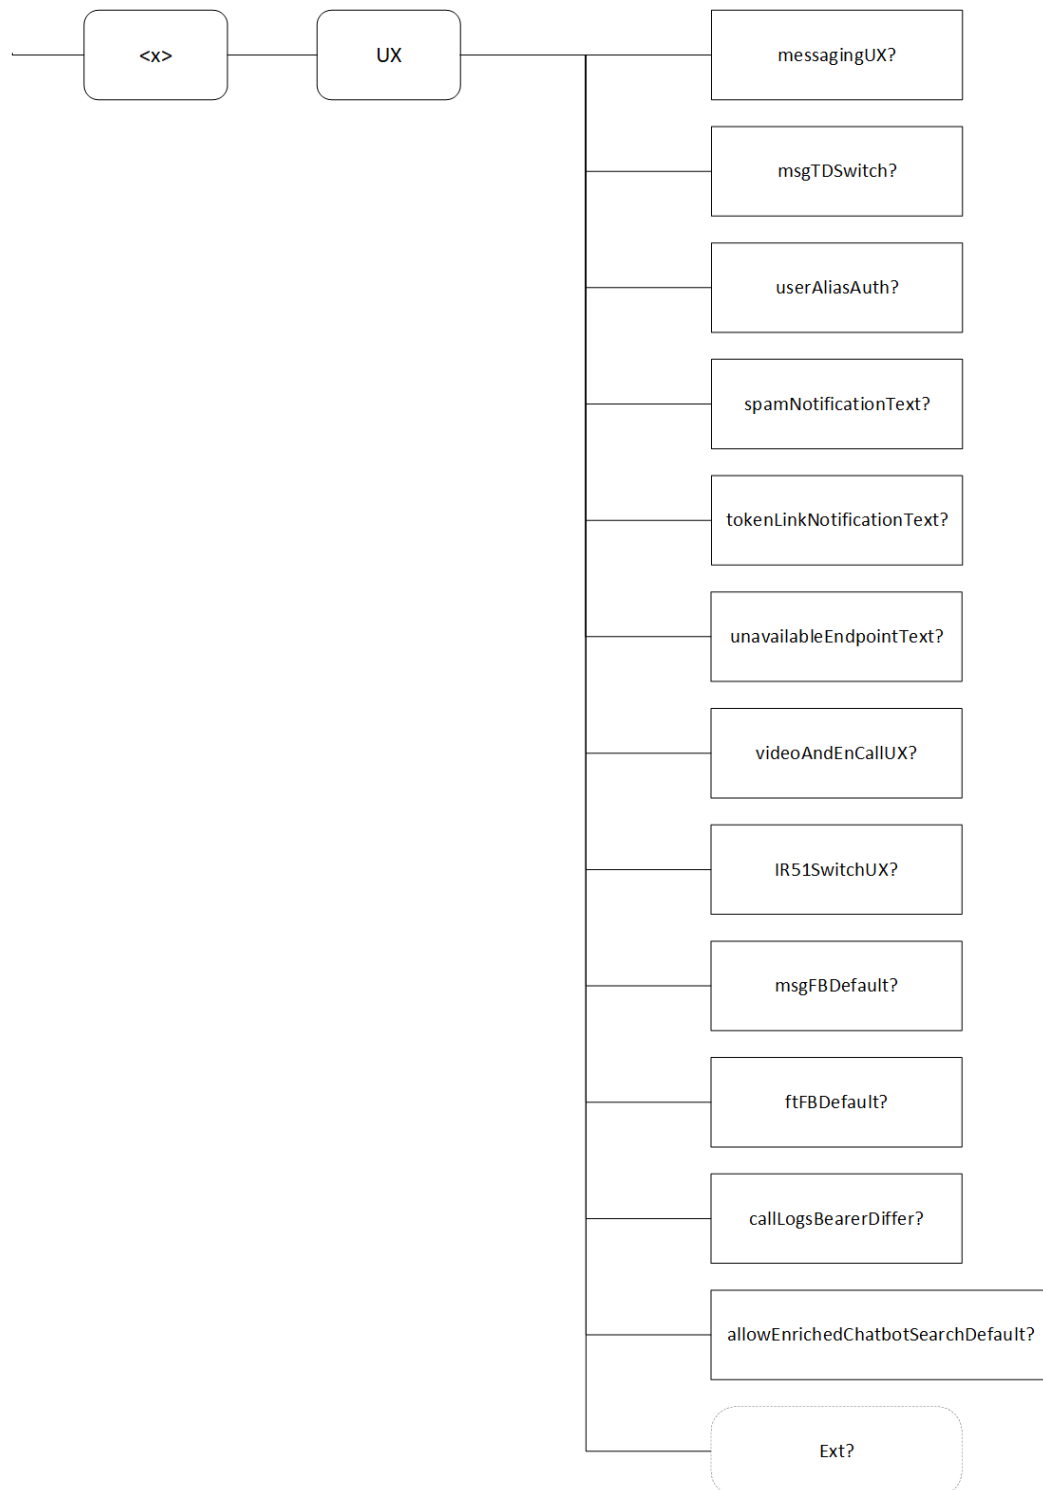 <x>
UX
messagingUX?
msgTDSwitch?
userAliasAuth?
spamNotificationText?
tokenLinkNotificationText?
unavailableEndpointText?
videoAndEnCallUX?
IR51SwitchUX?
msgFBDefault?
ftFBDefault?
callLogsBearerDiffer?
allowEnrichedChatbotSearchDefault?
Ext?